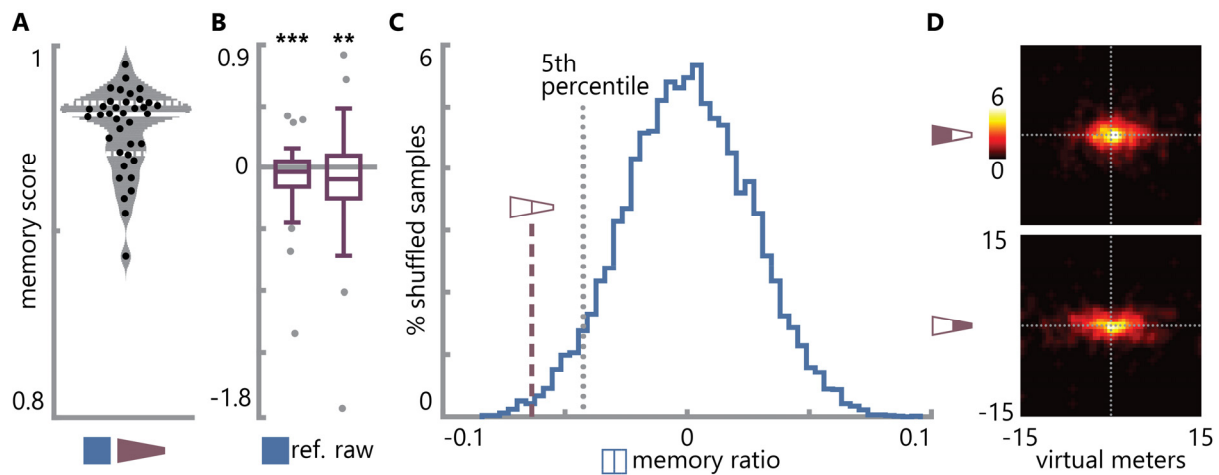 A
1
memory score
0.8
B
*** **
0.9
0
-1.8
ref. raw
C
6
% shuffled samples
0
5th
percentile
-0.1 0 0.1
memory ratio
D
6
0
15
-15
-15 15
virtual meters